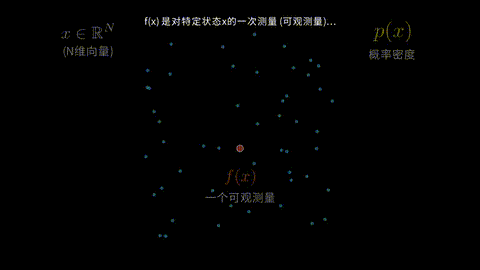 f(x) 是对特定状态x的一次测量 (可观测量)...
x ∈ ℝ^N
(N维向量)
p(x)
概率密度
f(x)
一个可观测量